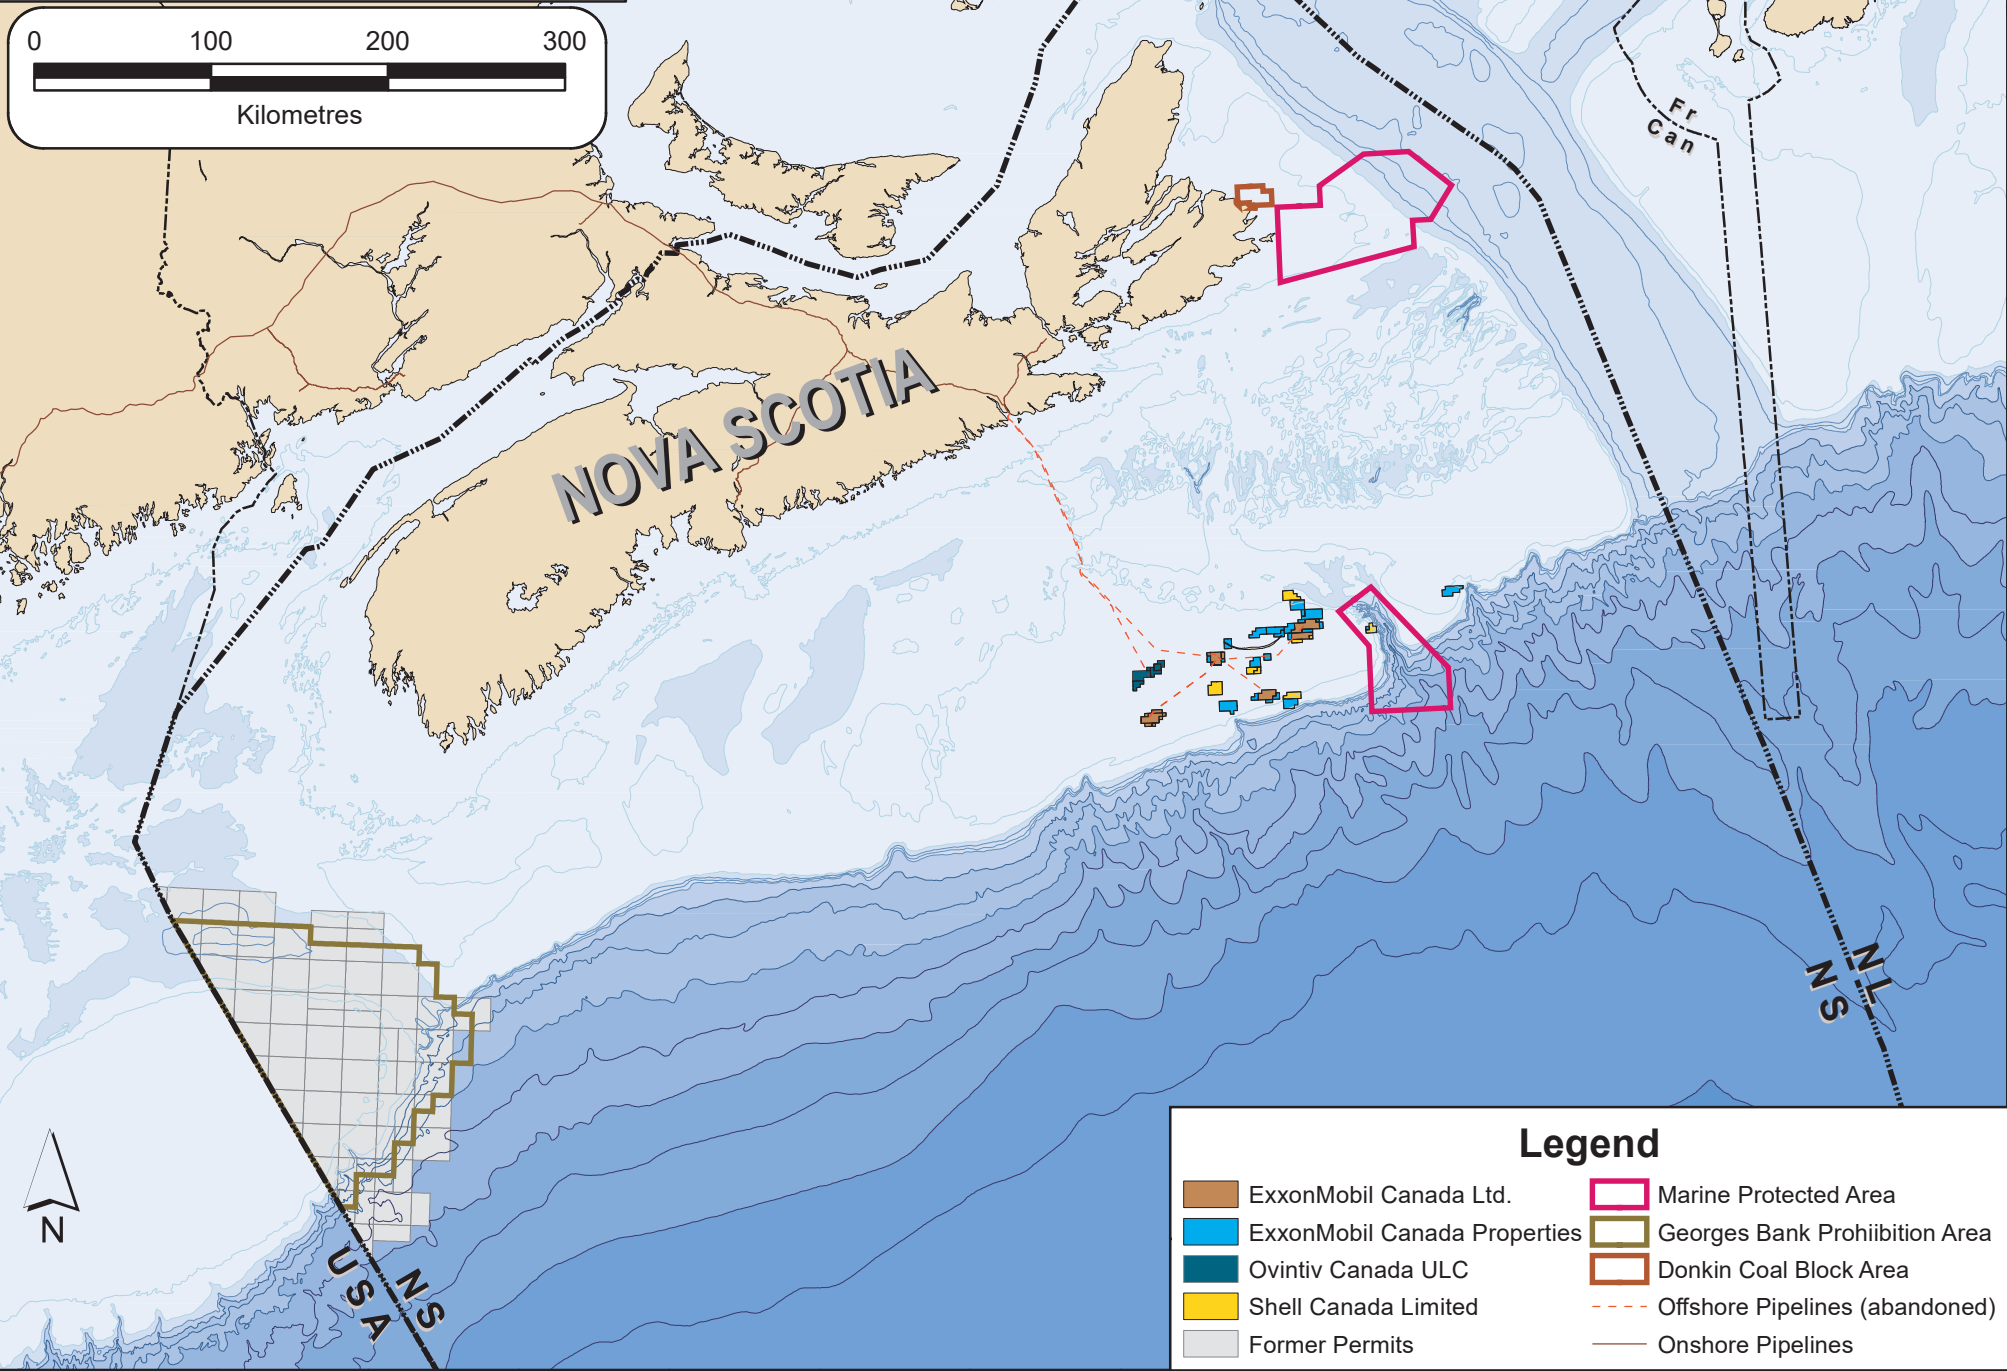 0 100 200 300
Kilometres
Fr
Can
NOVA SCOTIA
NL
NS
N
USA
NS
Legend
ExxonMobil Canada Ltd.
ExxonMobil Canada Properties
Ovintiv Canada ULC
Shell Canada Limited
Former Permits
Marine Protected Area
Georges Bank Prohiibition Area
Donkin Coal Block Area
Offshore Pipelines (abandoned)
Onshore Pipelines